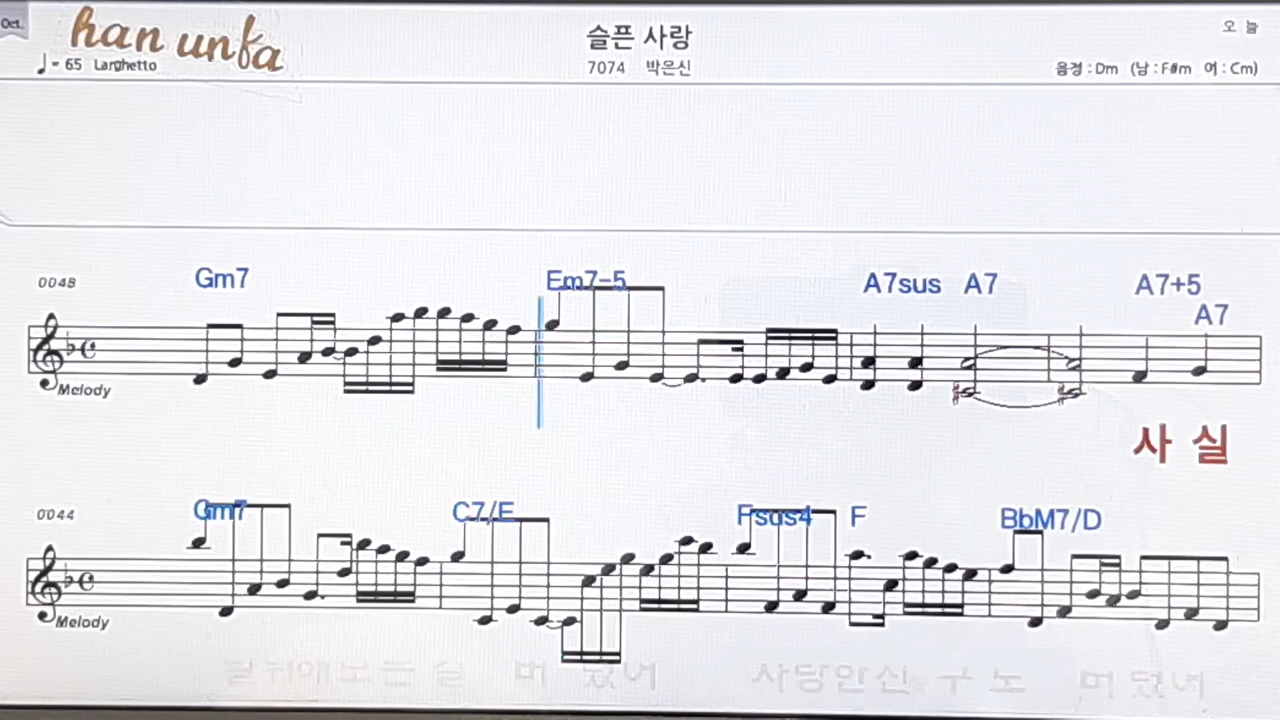 Oct.
han unfa
오 늘
슬픈 사랑
♩= 65 Larghetto
7074 박은신
음정 : Dm (남 : F#m 여 : Cm)
0048
Gm7 Em7-5 A7sus A7 A7+5
A7
Melody
사 실
0044
Gm7 C7/E Fsus4 F BbM7/D
Melody